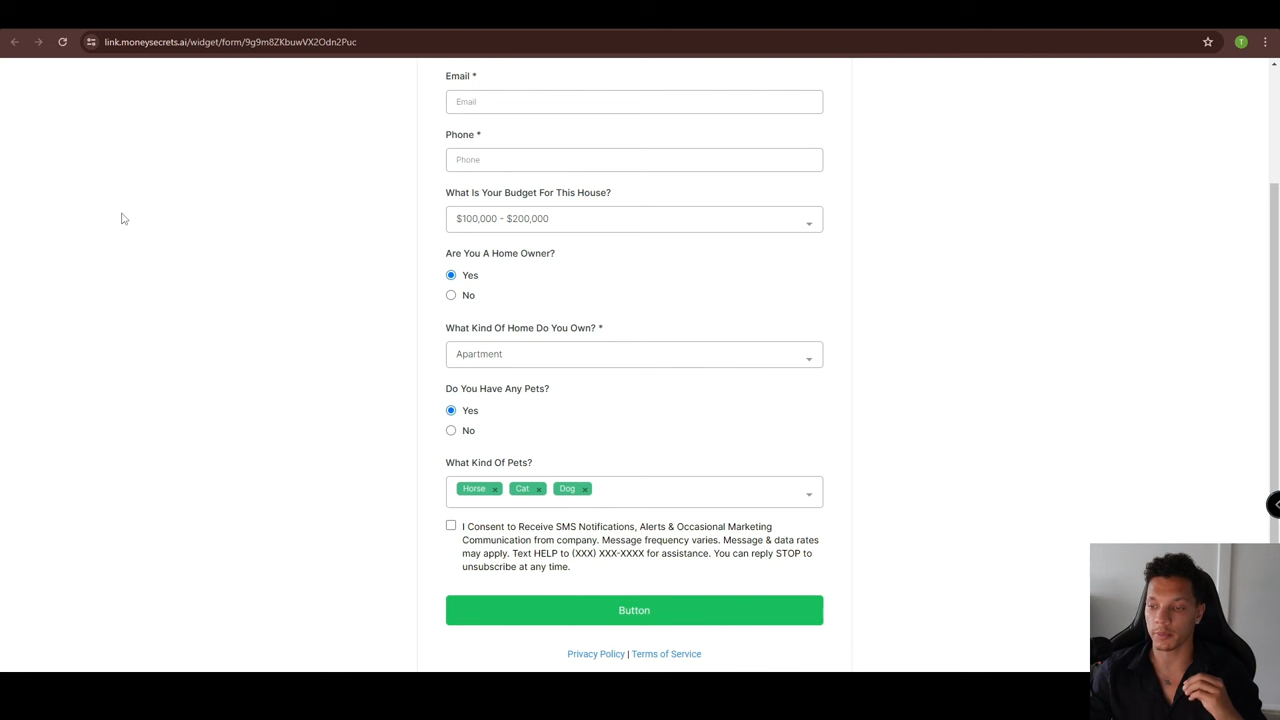 link.moneysecrets.ai/widget/form/9g9m8ZKbuwVX2Odn2Puc
T
Email *
Email
Phone *
Phone
What Is Your Budget For This House?
$100,000 - $200,000
Are You A Home Owner?
Yes
No
What Kind Of Home Do You Own? *
Apartment
Do You Have Any Pets?
Yes
No
What Kind Of Pets?
Horse × Cat × Dog ×
I Consent to Receive SMS Notifications, Alerts & Occasional Marketing
Communication from company. Message frequency varies. Message & data rates
may apply. Text HELP to (XXX) XXX-XXXX for assistance. You can reply STOP to
unsubscribe at any time.
Button
Privacy Policy | Terms of Service